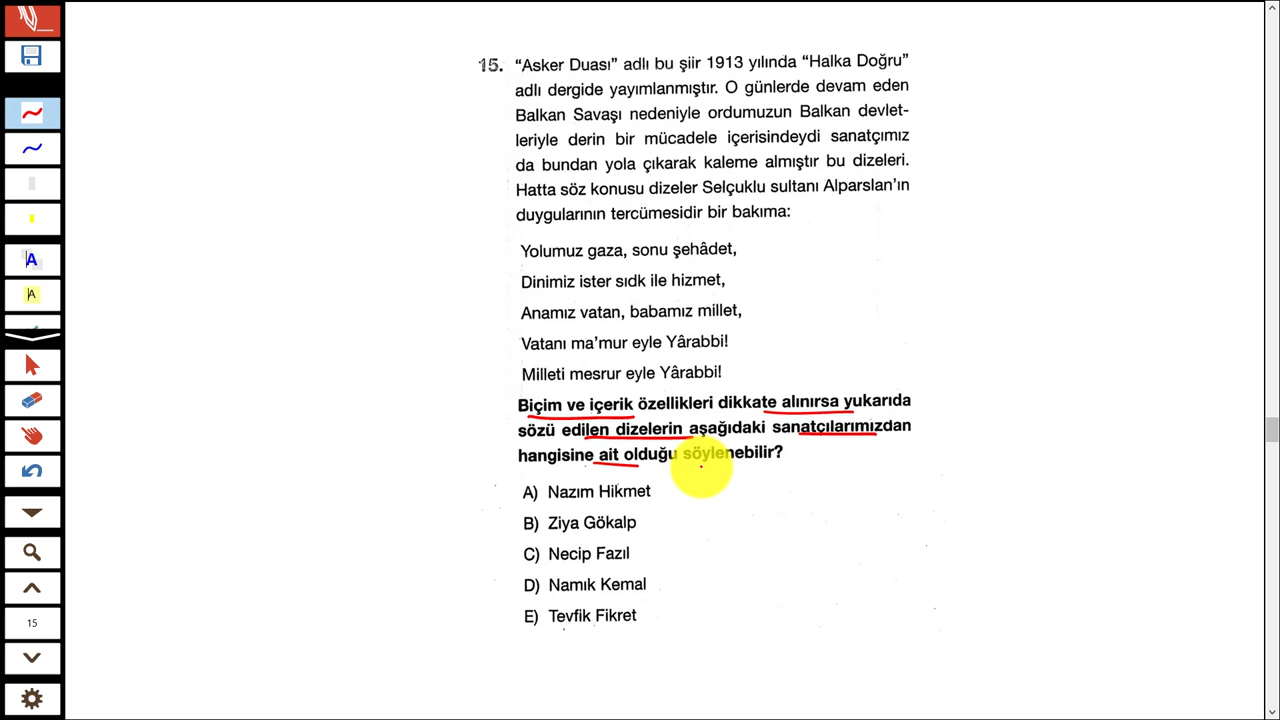 15. “Asker Duası” adlı bu şiir 1913 yılında “Halka Doğru”
adlı dergide yayımlanmıştır. O günlerde devam eden
Balkan Savaşı nedeniyle ordumuzun Balkan devlet-
leriyle derin bir mücadele içerisindeydi sanatçımız
da bundan yola çıkarak kaleme almıştır bu dizeleri.
Hatta söz konusu dizeler Selçuklu sultanı Alparslan’ın
duygularının tercümesidir bir bakıma:
Yolumuz gaza, sonu şehâdet,
Dinimiz ister sıdk ile hizmet,
Anamız vatan, babamız millet,
Vatanı ma’mur eyle Yârabbi!
Milleti mesrur eyle Yârabbi!
Biçim ve içerik özellikleri dikkate alınırsa yukarıda
sözü edilen dizelerin aşağıdaki sanatçılarımızdan
hangisine ait olduğu söylenebilir?
A) Nazım Hikmet
B) Ziya Gökalp
C) Necip Fazıl
D) Namık Kemal
E) Tevfik Fikret
A
A
15